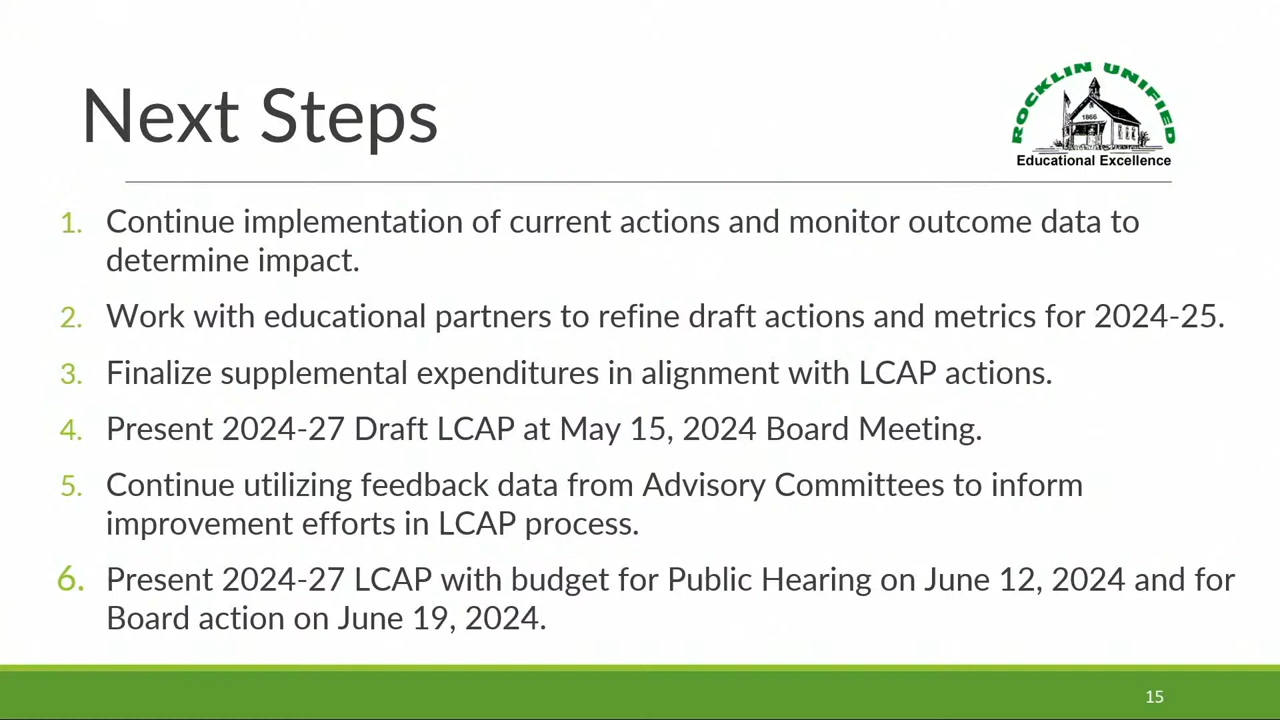 Next Steps
ROCKLIN UNIFIED
1866
Educational Excellence
1. Continue implementation of current actions and monitor outcome data to
determine impact.
2. Work with educational partners to refine draft actions and metrics for 2024-25.
3. Finalize supplemental expenditures in alignment with LCAP actions.
4. Present 2024-27 Draft LCAP at May 15, 2024 Board Meeting.
5. Continue utilizing feedback data from Advisory Committees to inform
improvement efforts in LCAP process.
6. Present 2024-27 LCAP with budget for Public Hearing on June 12, 2024 and for
Board action on June 19, 2024.
15